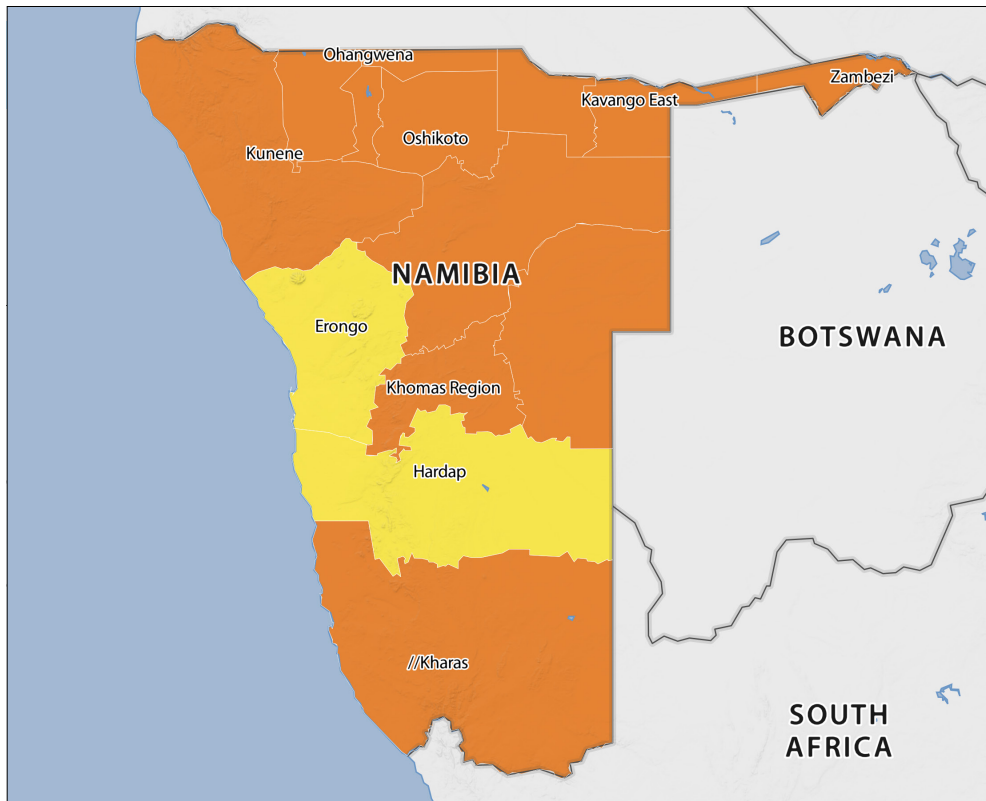 Ohangwena
Zambezi
Kavango East
Oshikoto
Kunene
NAMIBIA
Erongo
BOTSWANA
Khomas Region
Hardap
//Kharas
SOUTH
AFRICA